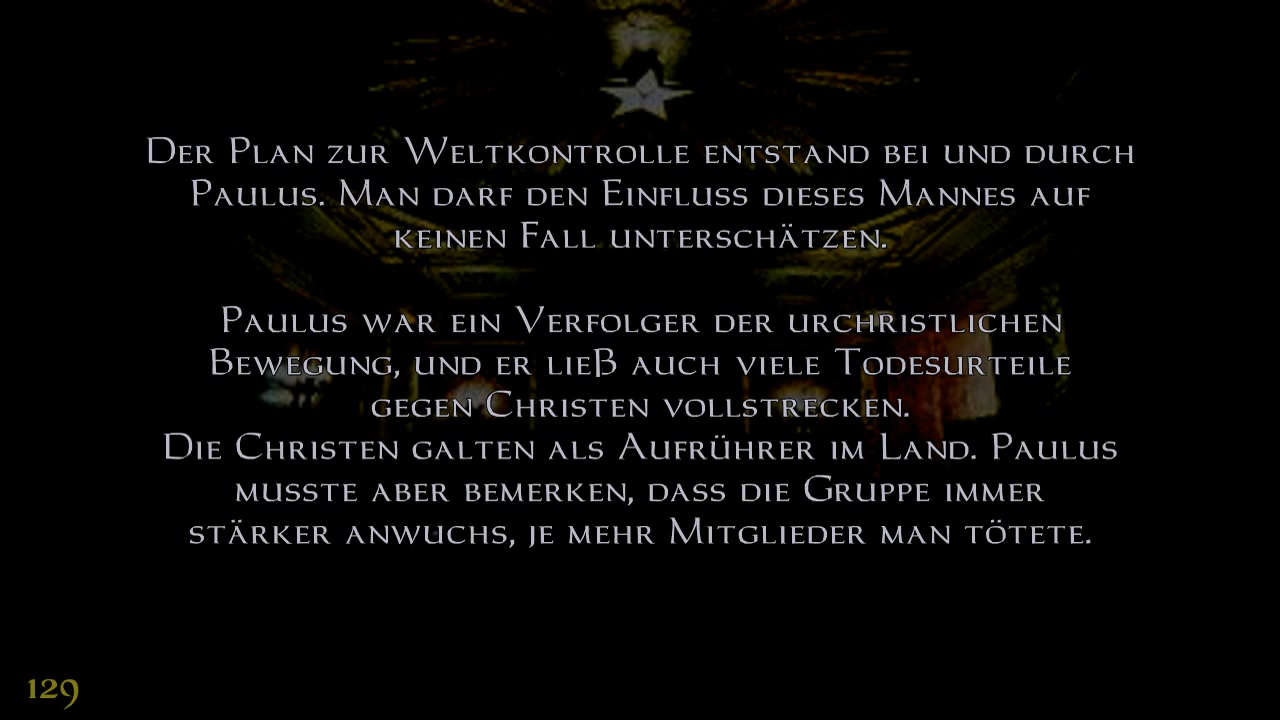 Der Plan zur Weltkontrolle entstand bei und durch
Paulus. Man darf den Einfluss dieses Mannes auf
keinen Fall unterschätzen.
Paulus war ein Verfolger der urchristlichen
Bewegung, und er ließ auch viele Todesurteile
gegen Christen vollstrecken.
Die Christen galten als Aufrührer im Land. Paulus
musste aber bemerken, dass die Gruppe immer
stärker anwuchs, je mehr Mitglieder man tötete.
129